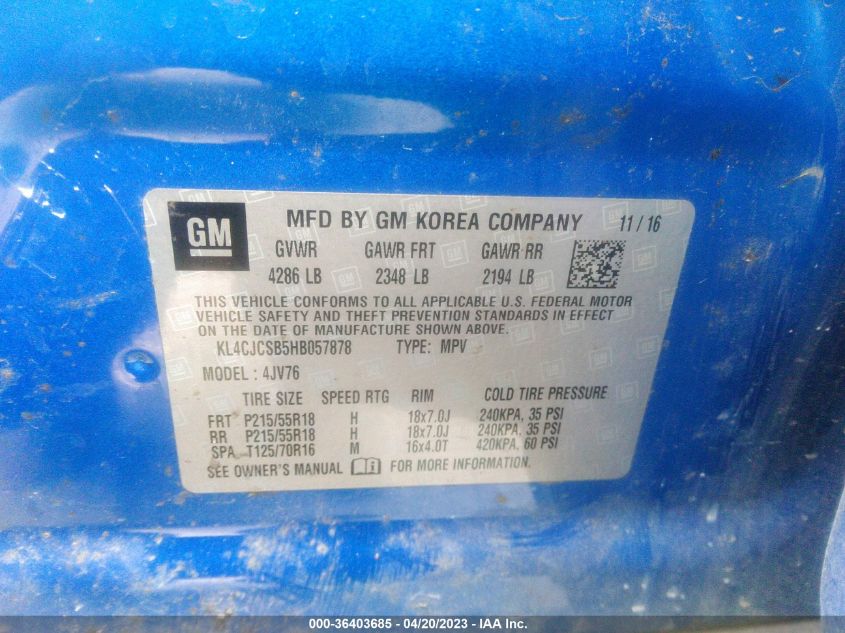 GM MFD BY GM KOREA COMPANY 11/16
GVWR GAWR FRT GAWR RR
4286 LB 2348 LB 2194 LB
THIS VEHICLE CONFORMS TO ALL APPLICABLE U.S. FEDERAL MOTOR
VEHICLE SAFETY AND THEFT PREVENTION STANDARDS IN EFFECT
ON THE DATE OF MANUFACTURE SHOWN ABOVE.
KL4CJCSB5HB057878 TYPE: MPV
MODEL: 4JV76
TIRE SIZE SPEED RTG RIM COLD TIRE PRESSURE
FRT P215/55R18 H 18x7.0J 240KPA, 35 PSI
RR P215/55R18 H 18x7.0J 240KPA, 35 PSI
SPA T125/70R16 M 16x4.0T 420KPA, 60 PSI
SEE OWNER'S MANUAL FOR MORE INFORMATION.
000-36403685 - 04/20/2023 - IAA Inc.